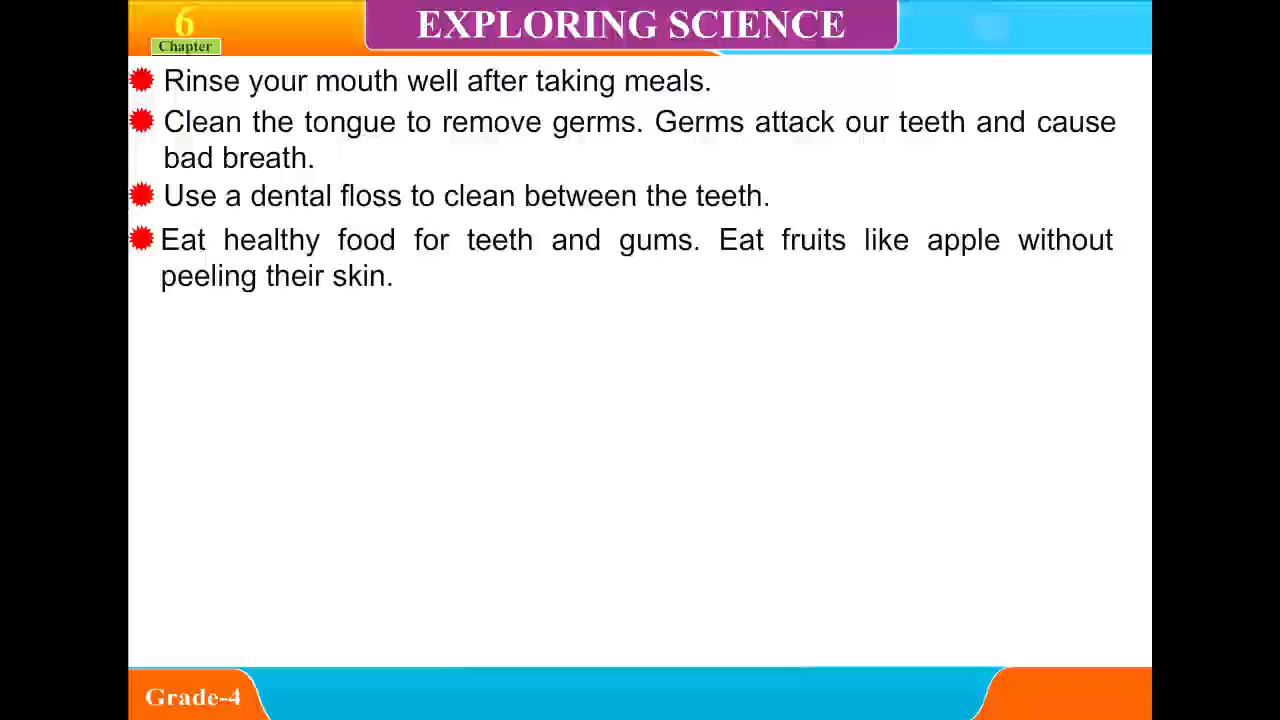 6
Chapter
EXPLORING SCIENCE
Rinse your mouth well after taking meals.
Clean the tongue to remove germs. Germs attack our teeth and cause
bad breath.
Use a dental floss to clean between the teeth.
Eat healthy food for teeth and gums. Eat fruits like apple without
peeling their skin.
Grade-4